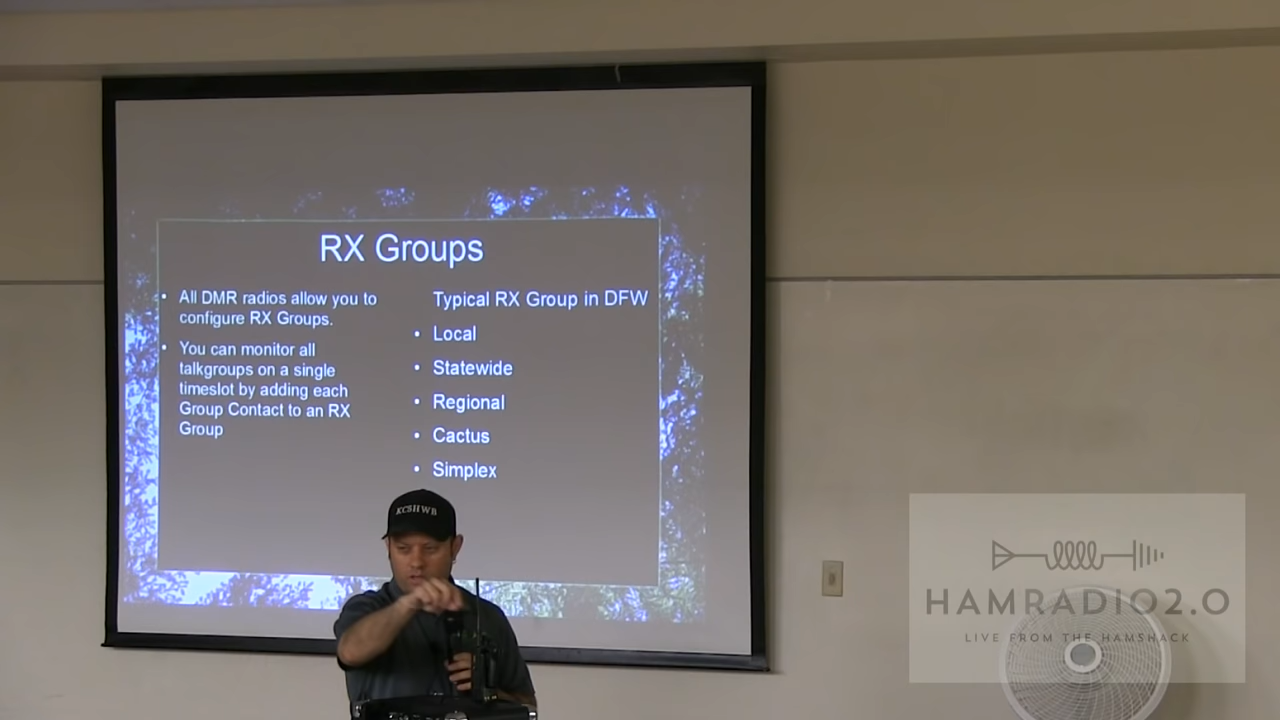 RX Groups
• All DMR radios allow you to
configure RX Groups.
• You can monitor all
talkgroups on a single
timeslot by adding each
Group Contact to an RX
Group
Typical RX Group in DFW
• Local
• Statewide
• Regional
• Cactus
• Simplex
KC5HWB
HAMRADIO2.0
LIVE FROM THE HAMSHACK